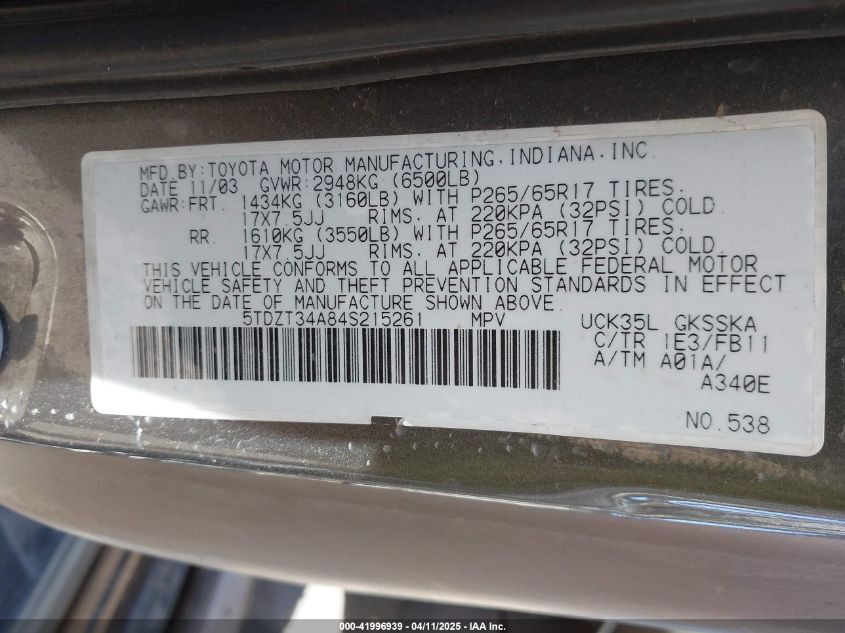 MFD.BY:TOYOTA MOTOR MANUFACTURING,INDIANA,INC.
DATE 11/03 GVWR:2948KG (6500LB)
GAWR:FRT. 1434KG (3160LB) WITH P265/65R17 TIRES.
17X7.5JJ RIMS. AT 220KPA (32PSI) COLD.
RR. 1610KG (3550LB) WITH P265/65R17 TIRES.
17X7.5JJ RIMS. AT 220KPA (32PSI) COLD.
THIS VEHICLE CONFORMS TO ALL APPLICABLE FEDERAL MOTOR
VEHICLE SAFETY AND THEFT PREVENTION STANDARDS IN EFFECT
ON THE DATE OF MANUFACTURE SHOWN ABOVE.
5TDZT34A84S215261 MPV UCK35L GKSSKA
C/TR 1E3/FB11
A/TM A01A/
A340E
NO.538
000-41996939 - 04/11/2025 - IAA Inc.